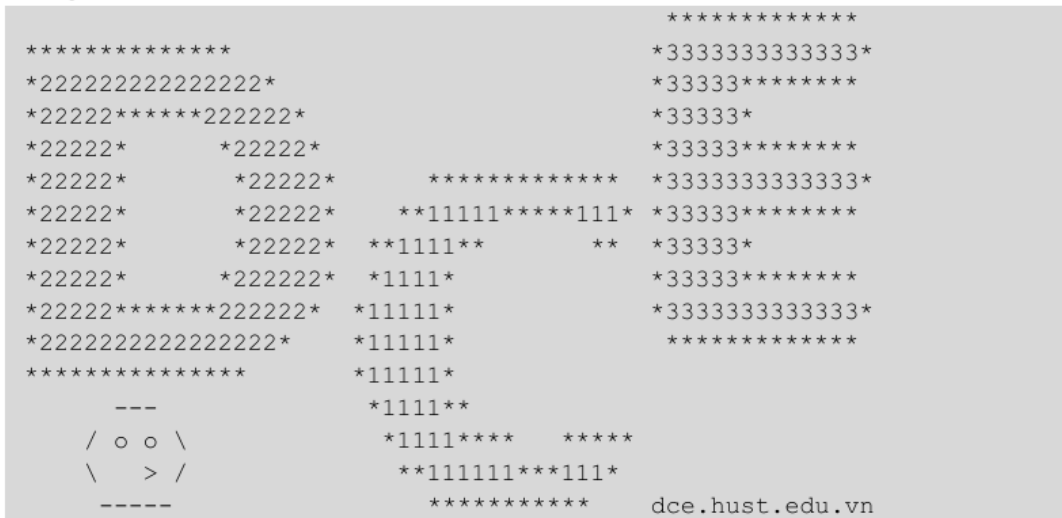 *************
**************                            *3333333333333*
*222222222222222*                         *33333********
*22222******222222*                       *33333*
*22222*      *22222*                      *33333********
*22222*       *22222*      *************  *3333333333333*
*22222*       *22222*    **11111*****111* *33333********
*22222*       *22222*  **1111**       **  *33333*
*22222*      *222222*  *1111*             *33333********
*22222*******222222*  *11111*             *3333333333333*
*2222222222222222*    *11111*              *************
***************       *11111*
      ---              *1111**
    / o o \             *1111****   *****
    \   > /              **111111***111*
     -----                 ***********    dce.hust.edu.vn